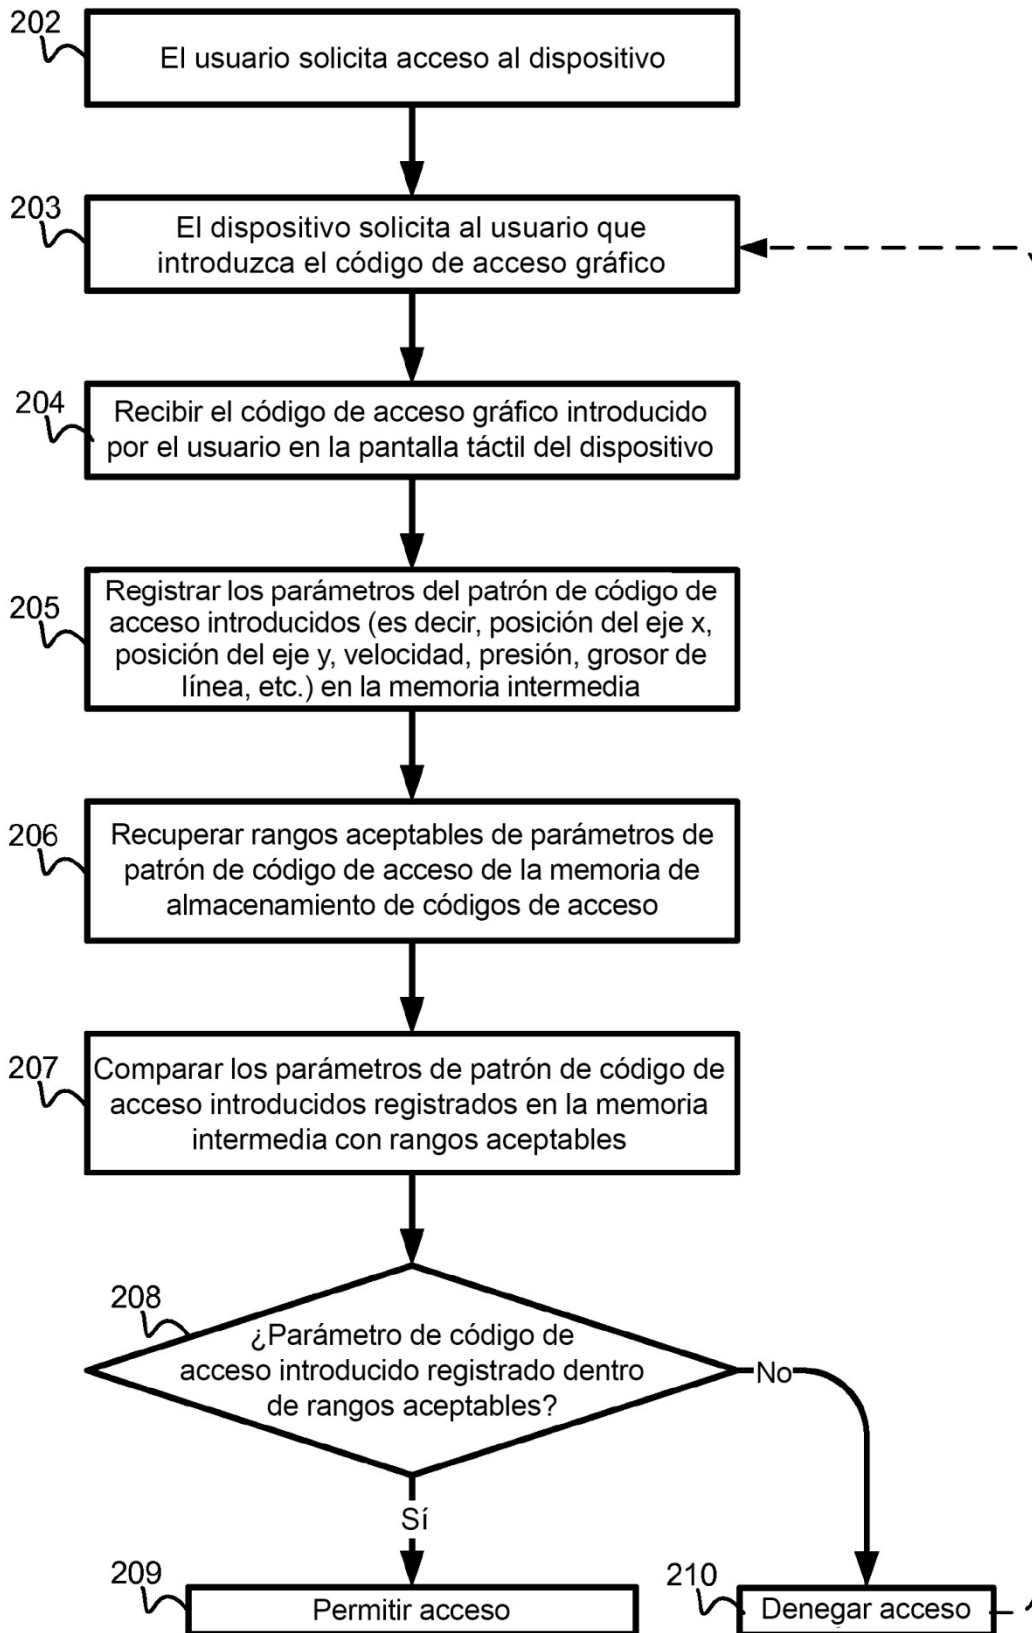 202
El usuario solicita acceso al dispositivo
203
El dispositivo solicita al usuario que
introduzca el código de acceso gráfico
204
Recibir el código de acceso gráfico introducido
por el usuario en la pantalla táctil del dispositivo
205
Registrar los parámetros del patrón de código de
acceso introducidos (es decir, posición del eje x,
posición del eje y, velocidad, presión, grosor de
línea, etc.) en la memoria intermedia
206
Recuperar rangos aceptables de parámetros de
patrón de código de acceso de la memoria de
almacenamiento de códigos de acceso
207
Comparar los parámetros de patrón de código de
acceso introducidos registrados en la memoria
intermedia con rangos aceptables
208
¿Parámetro de código de
acceso introducido registrado dentro
de rangos aceptables?
No
Sí
209
Permitir acceso
210
Denegar acceso